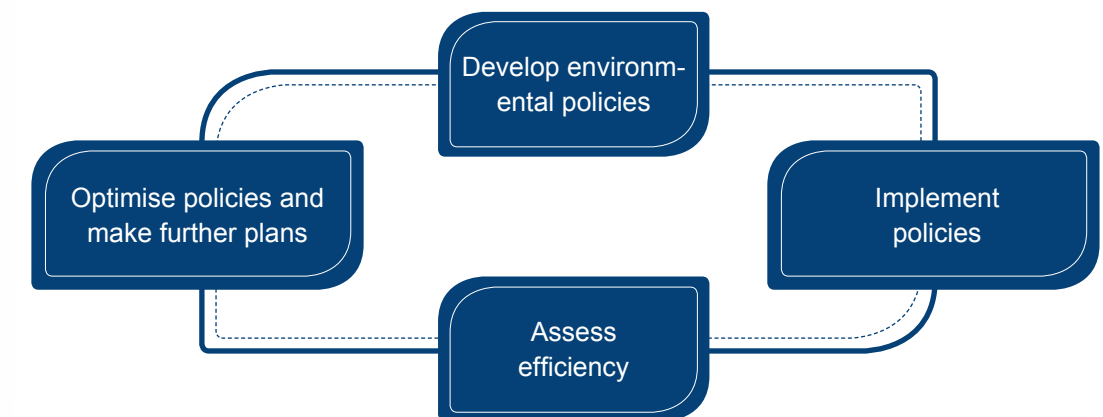 Develop environm-
ental policies
Optimise policies and
make further plans
Implement
policies
Assess
efficiency